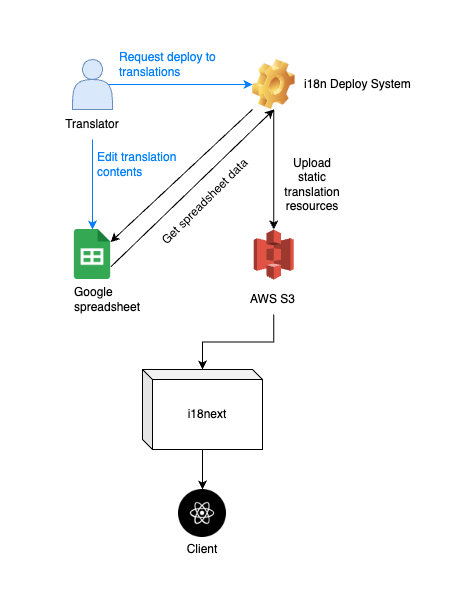 Request deploy to
translations
i18n Deploy System
Translator
Edit translation
contents
Get spreadsheet data
Upload
static
translation
resources
Google
spreadsheet
AWS S3
i18next
Client